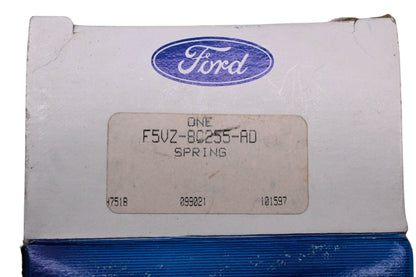 Ford
ONE
F5VZ-8C255-AD
SPRING
47518 099021 101597